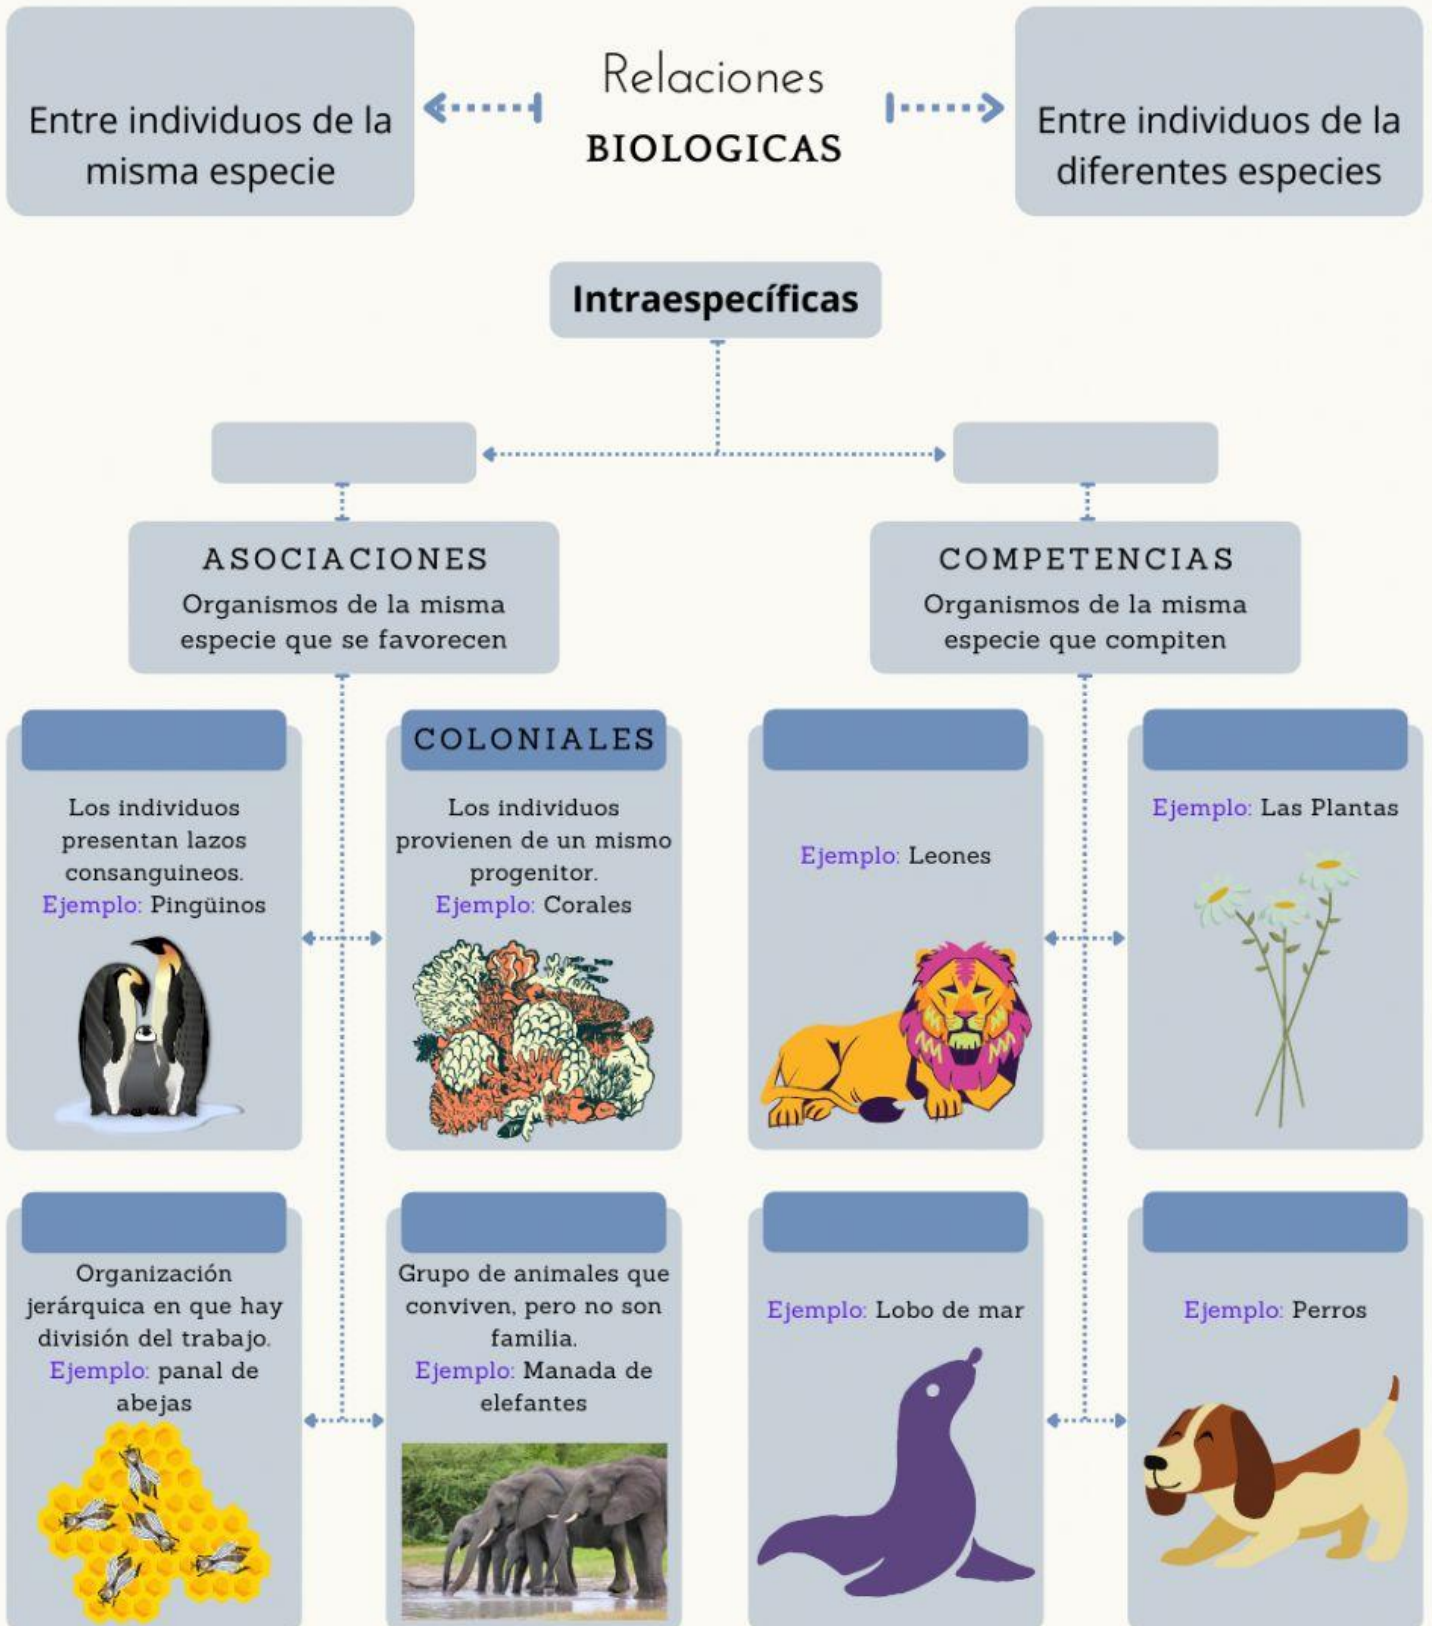 Relaciones
BIOLOGICAS
Entre individuos de la
misma especie
Entre individuos de la
diferentes especies
Intraespecíficas
ASOCIACIONES
Organismos de la misma
especie que se favorecen
COMPETENCIAS
Organismos de la misma
especie que compiten
Los individuos
presentan lazos
consanguineos.
Ejemplo: Pingüinos
COLONIALES
Los individuos
provienen de un mismo
progenitor.
Ejemplo: Corales
Ejemplo: Leones
Ejemplo: Las Plantas
Organización
jerárquica en que hay
división del trabajo.
Ejemplo: panal de
abejas
Grupo de animales que
conviven, pero no son
familia.
Ejemplo: Manada de
elefantes
Ejemplo: Lobo de mar
Ejemplo: Perros